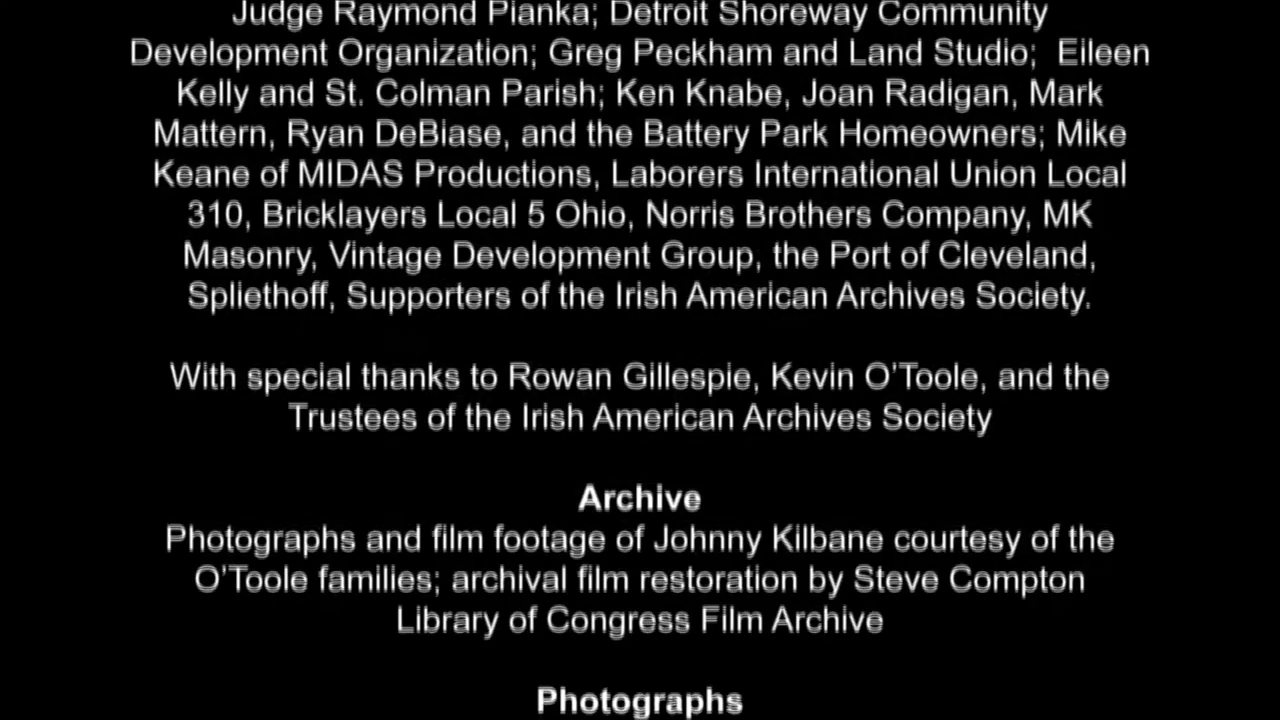 Judge Raymond Pianka; Detroit Shoreway Community
Development Organization; Greg Peckham and Land Studio;  Eileen
Kelly and St. Colman Parish; Ken Knabe, Joan Radigan, Mark
Mattern, Ryan DeBiase, and the Battery Park Homeowners; Mike
Keane of MIDAS Productions, Laborers International Union Local
310, Bricklayers Local 5 Ohio, Norris Brothers Company, MK
Masonry, Vintage Development Group, the Port of Cleveland,
Spliethoff, Supporters of the Irish American Archives Society.
With special thanks to Rowan Gillespie, Kevin O’Toole, and the
Trustees of the Irish American Archives Society
Archive
Photographs and film footage of Johnny Kilbane courtesy of the
O’Toole families; archival film restoration by Steve Compton
Library of Congress Film Archive
Photographs